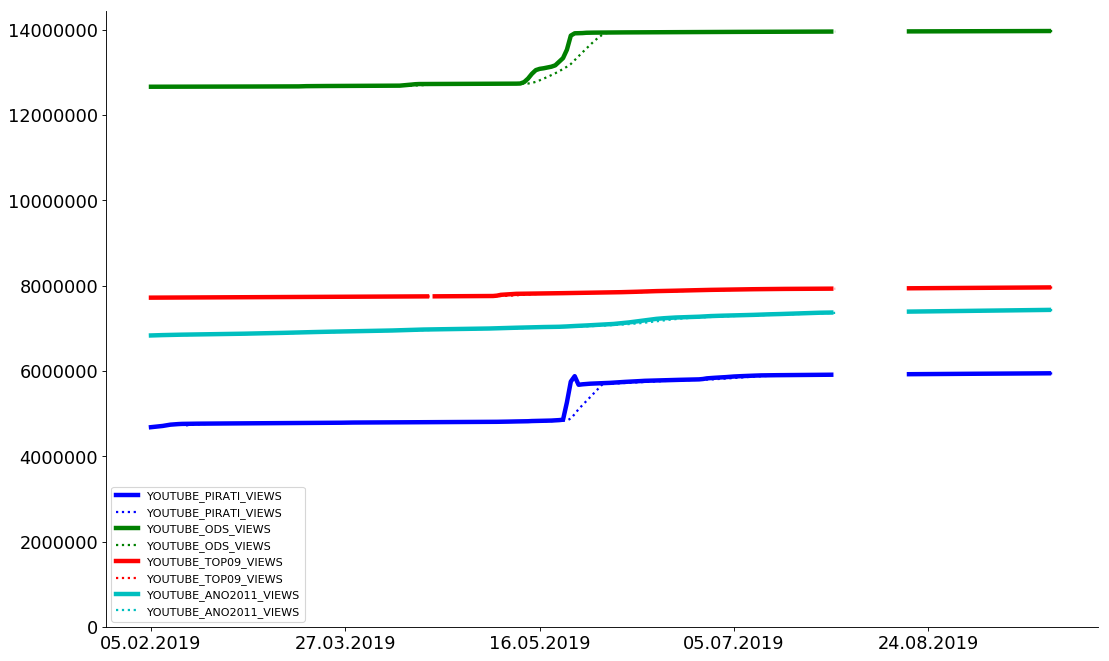 14000000
12000000
10000000
8000000
6000000
4000000
2000000
0
05.02.2019 27.03.2019 16.05.2019 05.07.2019 24.08.2019
YOUTUBE_PIRATI_VIEWS
YOUTUBE_PIRATI_VIEWS
YOUTUBE_ODS_VIEWS
YOUTUBE_ODS_VIEWS
YOUTUBE_TOP09_VIEWS
YOUTUBE_TOP09_VIEWS
YOUTUBE_ANO2011_VIEWS
YOUTUBE_ANO2011_VIEWS